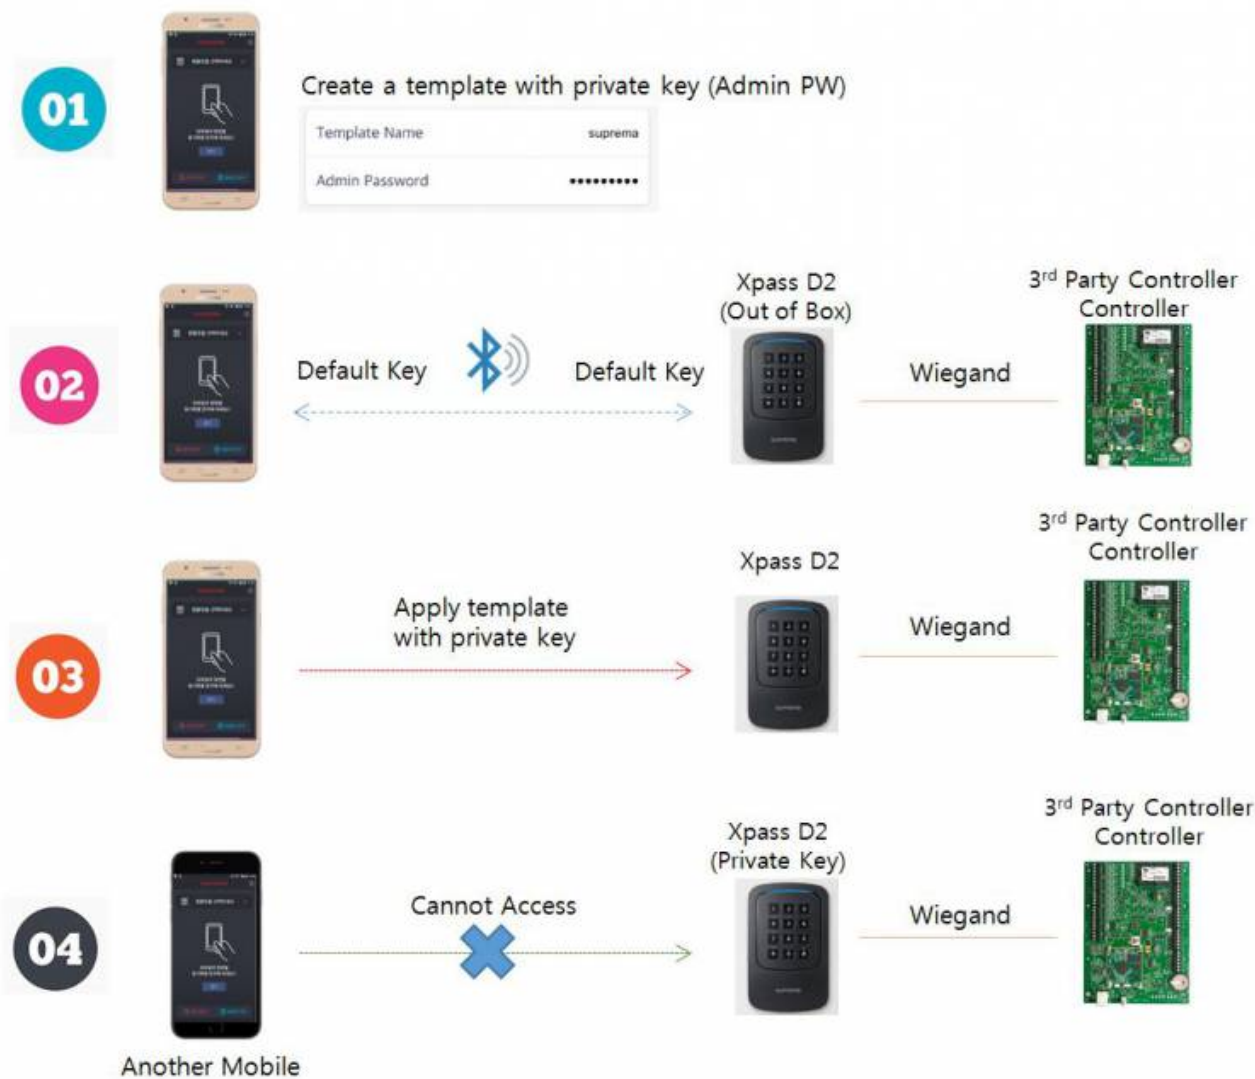 01
Create a template with private key (Admin PW)
Template Name suprema
Admin Password •••••••••
02
Default Key
Default Key
Xpass D2
(Out of Box)
Wiegand
3rd Party Controller
Controller
03
Apply template
with private key
Xpass D2
Wiegand
3rd Party Controller
Controller
04
Another Mobile
Cannot Access
Xpass D2
(Private Key)
Wiegand
3rd Party Controller
Controller